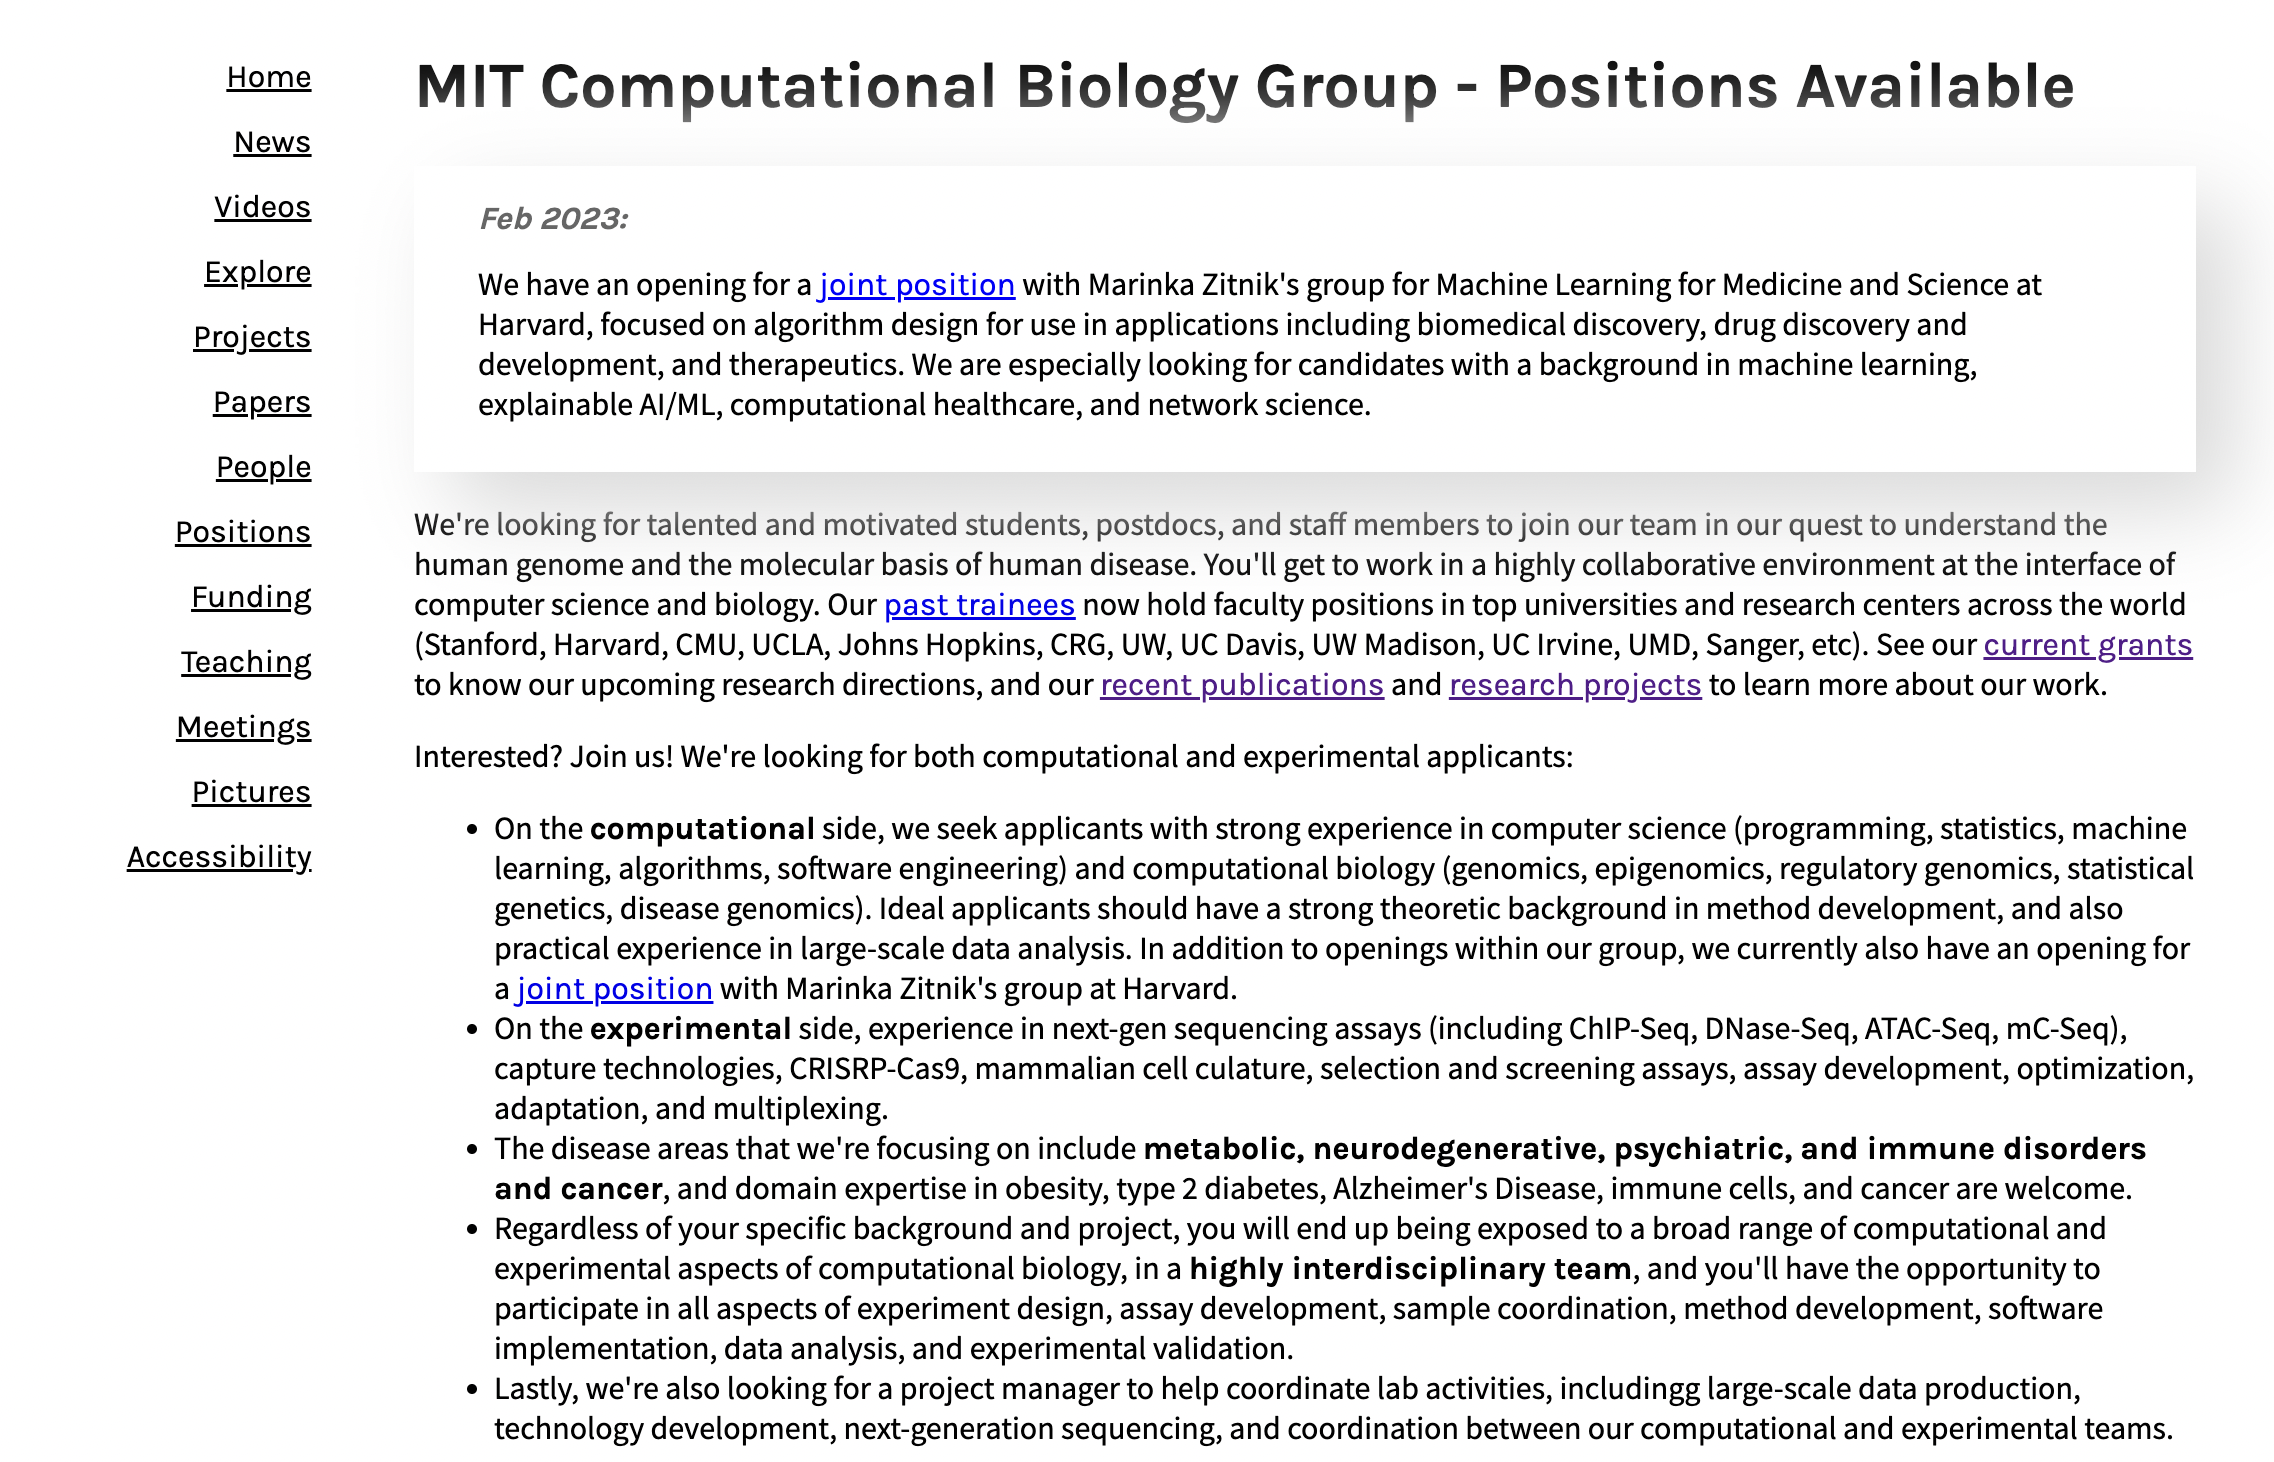 Home
News
Videos
Explore
Projects
Papers
People
Positions
Funding
Teaching
Meetings
Pictures
Accessibility
MIT Computational Biology Group - Positions Available
Feb 2023:
We have an opening for a joint position with Marinka Zitnik's group for Machine Learning for Medicine and Science at
Harvard, focused on algorithm design for use in applications including biomedical discovery, drug discovery and
development, and therapeutics. We are especially looking for candidates with a background in machine learning,
explainable AI/ML, computational healthcare, and network science.
We're looking for talented and motivated students, postdocs, and staff members to join our team in our quest to understand the
human genome and the molecular basis of human disease. You'll get to work in a highly collaborative environment at the interface of
computer science and biology. Our past trainees now hold faculty positions in top universities and research centers across the world
(Stanford, Harvard, CMU, UCLA, Johns Hopkins, CRG, UW, UC Davis, UW Madison, UC Irvine, UMD, Sanger, etc). See our current grants
to know our upcoming research directions, and our recent publications and research projects to learn more about our work.
Interested? Join us! We're looking for both computational and experimental applicants:
• On the computational side, we seek applicants with strong experience in computer science (programming, statistics, machine
learning, algorithms, software engineering) and computational biology (genomics, epigenomics, regulatory genomics, statistical
genetics, disease genomics). Ideal applicants should have a strong theoretic background in method development, and also
practical experience in large-scale data analysis. In addition to openings within our group, we currently also have an opening for
a joint position with Marinka Zitnik's group at Harvard.
• On the experimental side, experience in next-gen sequencing assays (including ChIP-Seq, DNase-Seq, ATAC-Seq, mC-Seq),
capture technologies, CRISRP-Cas9, mammalian cell culature, selection and screening assays, assay development, optimization,
adaptation, and multiplexing.
• The disease areas that we're focusing on include metabolic, neurodegenerative, psychiatric, and immune disorders
and cancer, and domain expertise in obesity, type 2 diabetes, Alzheimer's Disease, immune cells, and cancer are welcome.
• Regardless of your specific background and project, you will end up being exposed to a broad range of computational and
experimental aspects of computational biology, in a highly interdisciplinary team, and you'll have the opportunity to
participate in all aspects of experiment design, assay development, sample coordination, method development, software
implementation, data analysis, and experimental validation.
• Lastly, we're also looking for a project manager to help coordinate lab activities, includingg large-scale data production,
technology development, next-generation sequencing, and coordination between our computational and experimental teams.